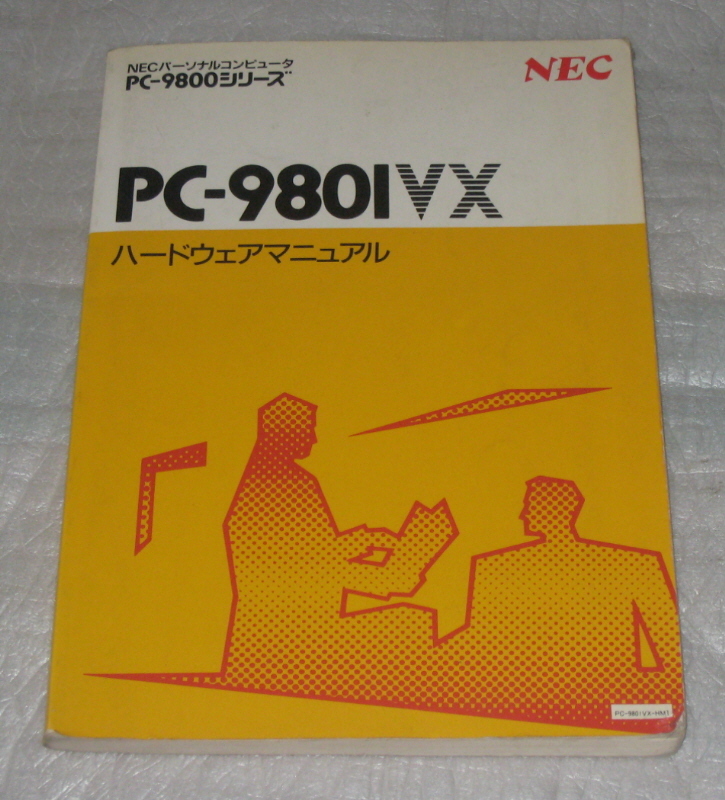 NECパーソナルコンピュータ
PC-9800シリーズ
NEC
PC-9801VX
ハードウェアマニュアル
PC-9801VX-HM1